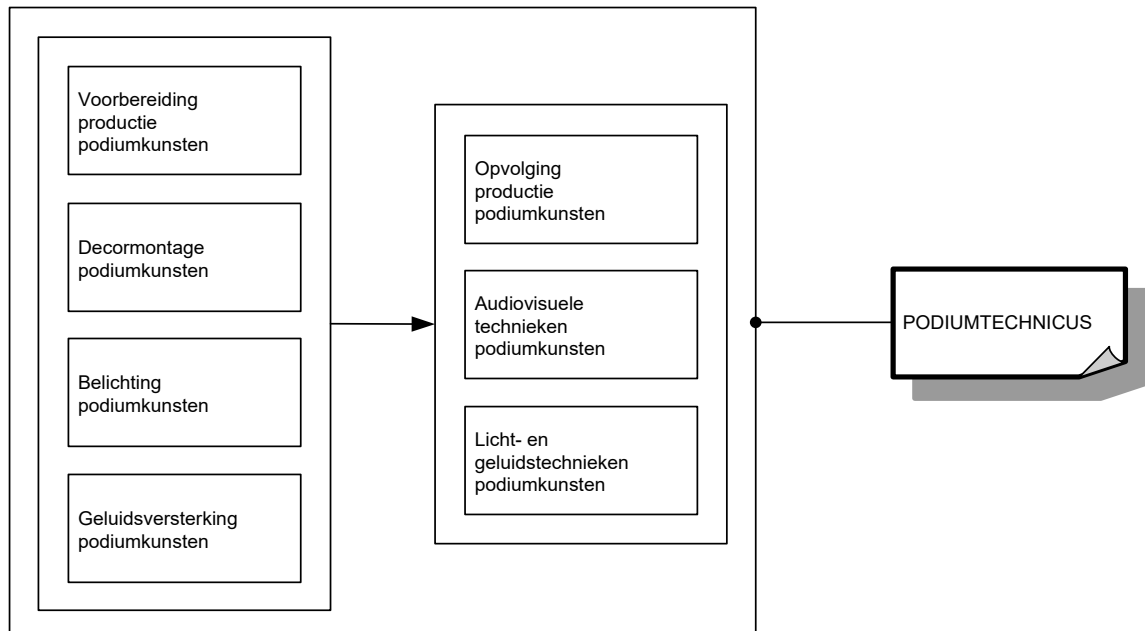 Voorbereiding
productie
podiumkunsten
Decormontage
podiumkunsten
Belichting
podiumkunsten
Geluidsversterking
podiumkunsten
Opvolging
productie
podiumkunsten
Audiovisuele
technieken
podiumkunsten
Licht- en
geluidstechnieken
podiumkunsten
PODIUMTECHNICUS